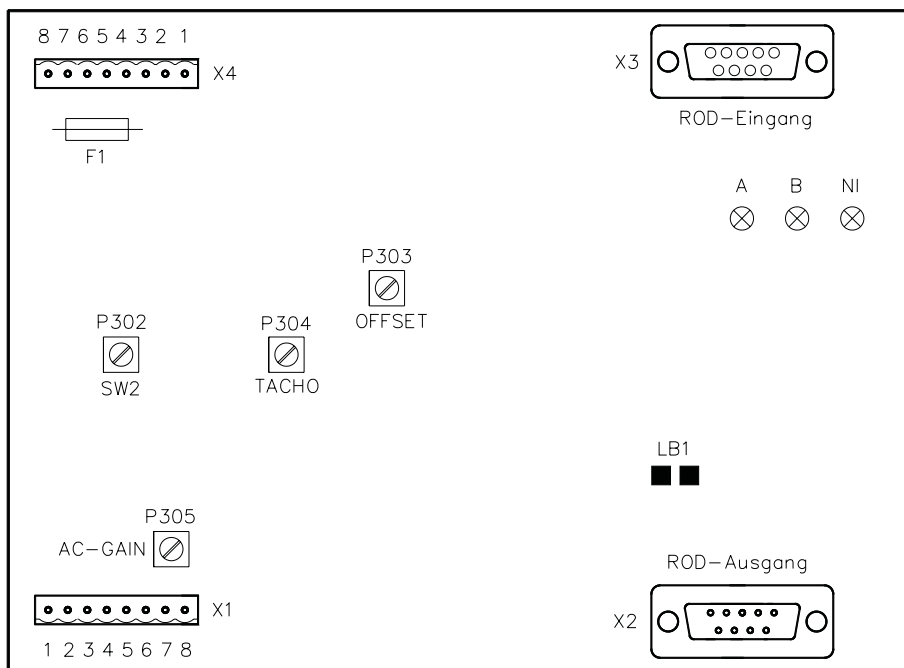 8 7 6 5 4 3 2 1
X4
F1
X3
ROD-Eingang
A B NI
P303
OFFSET
P302
SW2
P304
TACHO
LB1
P305
AC-GAIN
X1
1 2 3 4 5 6 7 8
ROD-Ausgang
X2